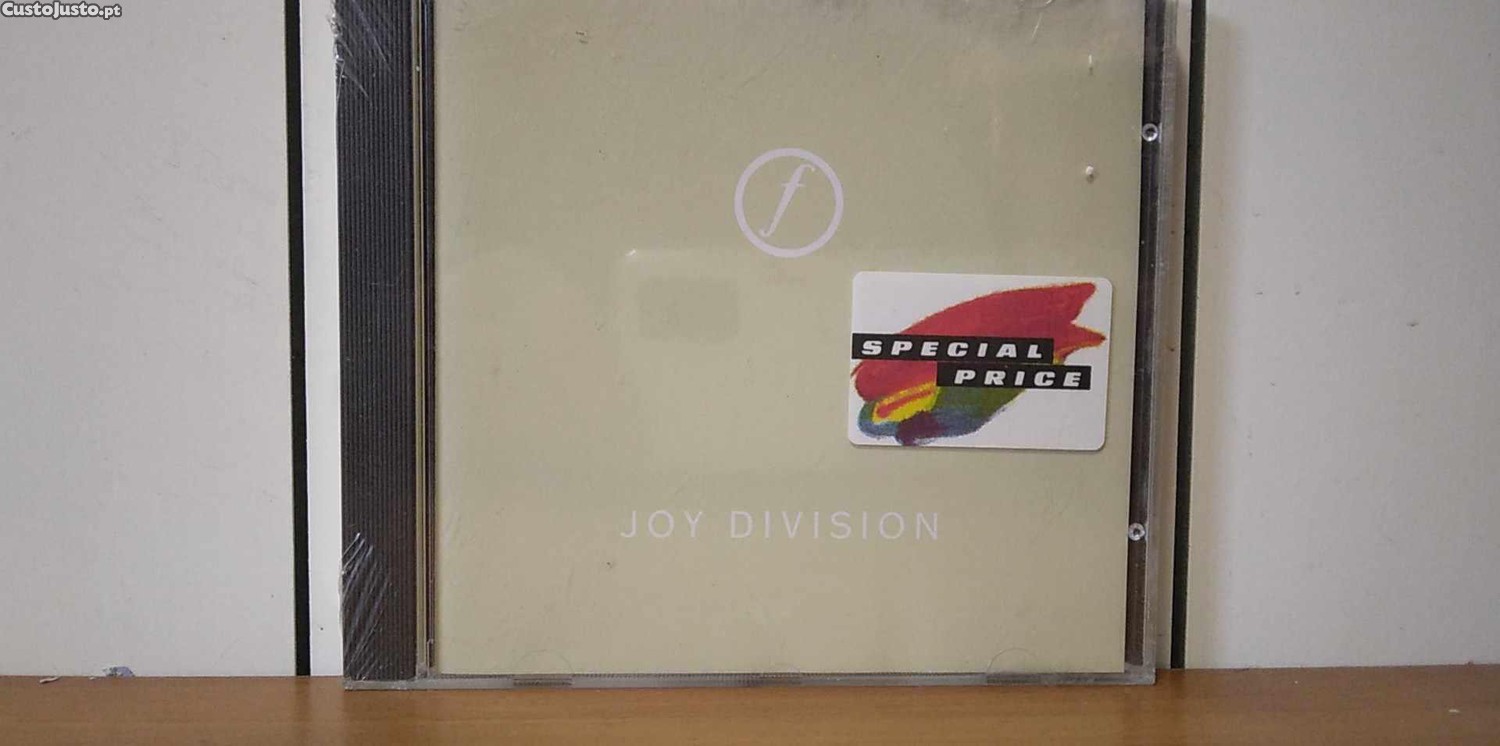 CustoJusto.pt
f
SPECIAL
PRICE
JOY DIVISION